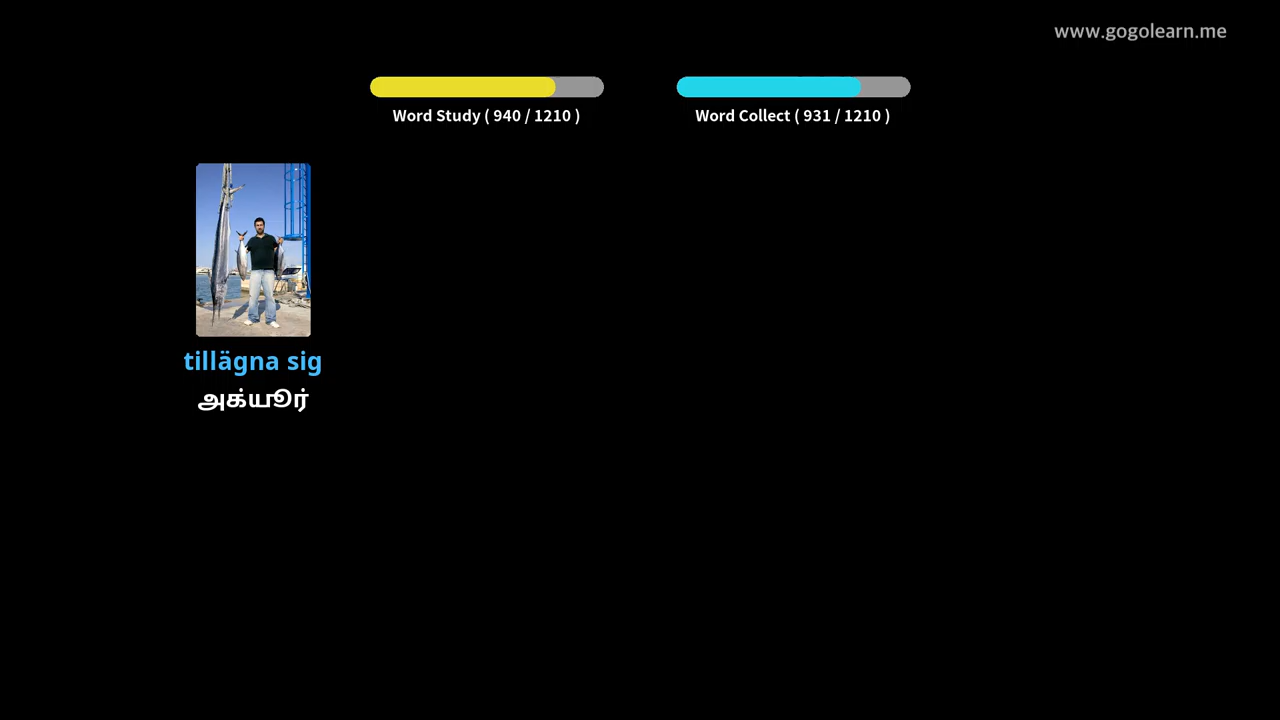 www.gogolearn.me
Word Study ( 940 / 1210 )
Word Collect ( 931 / 1210 )
tillägna sig
அக்யூர்